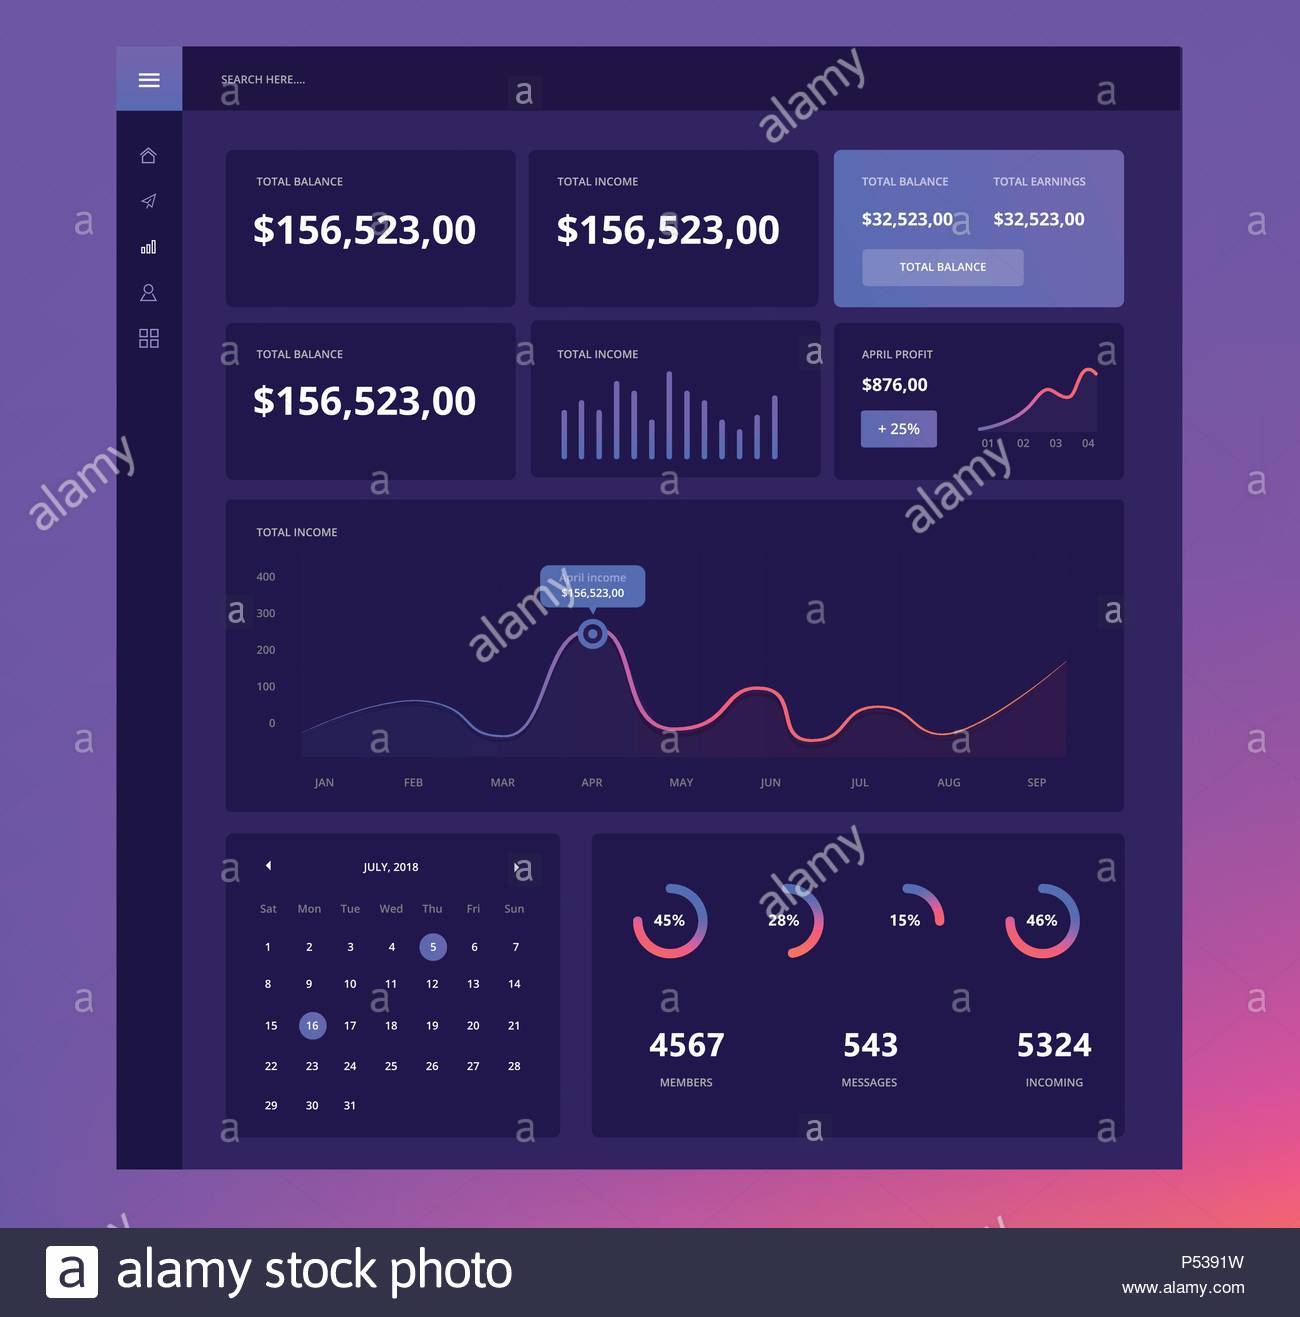 SEARCH HERE....
TOTAL BALANCE
$156,523,00
TOTAL INCOME
$156,523,00
TOTAL BALANCE TOTAL EARNINGS
$32,523,00 $32,523,00
TOTAL BALANCE
TOTAL BALANCE
$156,523,00
TOTAL INCOME
APRIL PROFIT
$876,00
+ 25%
01 02 03 04
TOTAL INCOME
400
300
200
100
0
April income
$156,523,00
JAN FEB MAR APR MAY JUN JUL AUG SEP
JULY, 2018
Sat Mon Tue Wed Thu Fri Sun
1 2 3 4 5 6 7
8 9 10 11 12 13 14
15 16 17 18 19 20 21
22 23 24 25 26 27 28
29 30 31
45% 28% 15% 46%
4567 543 5324
MEMBERS MESSAGES INCOMING
alamy
alamy
alamy
alamy
alamy
a alamy stock photo
P5391W
www.alamy.com